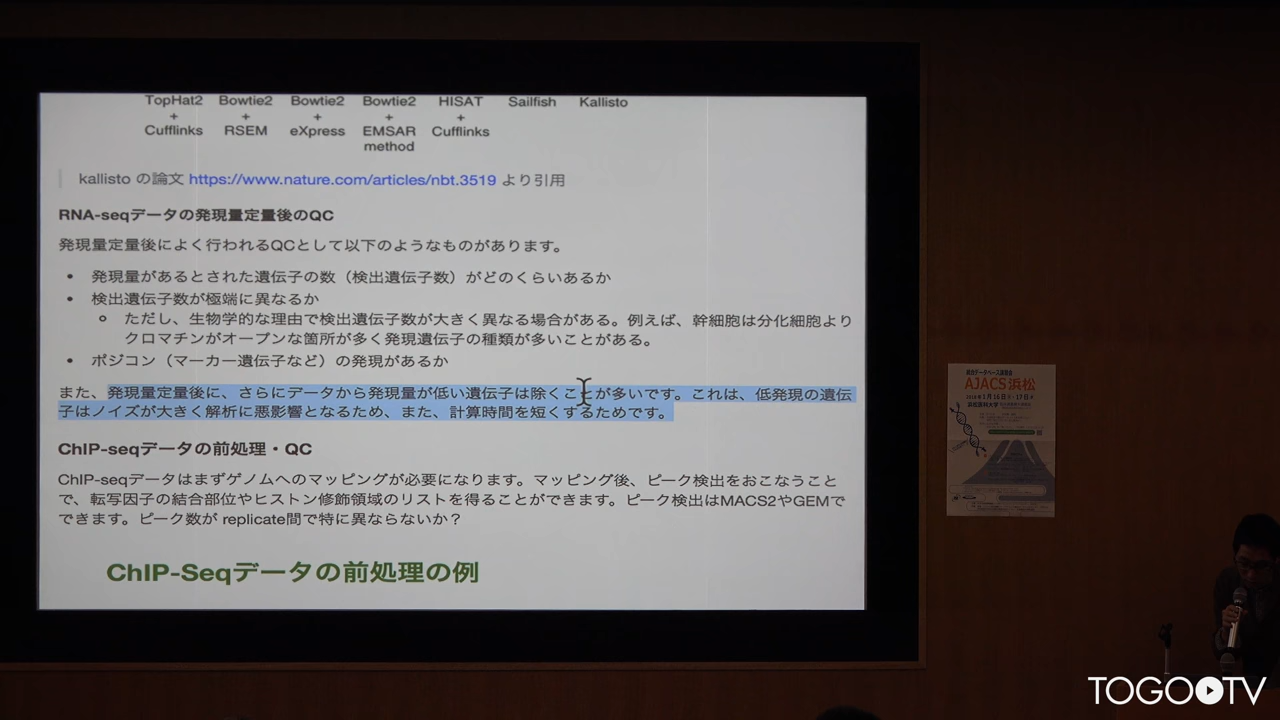 TopHat2 Bowtie2 Bowtie2 Bowtie2 HISAT Sailfish Kallisto
+ + + + +
Cufflinks RSEM eXpress EMSAR Cufflinks
method
kallisto の論文 https://www.nature.com/articles/nbt.3519 より引用
RNA-seqデータの発現量定量後のQC
発現量定量後によく行われるQCとして以下のようなものがあります。
• 発現量があるとされた遺伝子の数（検出遺伝子数）がどのくらいあるか
• 検出遺伝子数が極端に異なるか
○ ただし、生物学的な理由で検出遺伝子数が大きく異なる場合がある。例えば、幹細胞は分化細胞より
クロマチンがオープンな箇所が多く発現遺伝子の種類が多いことがある。
• ポジコン（マーカー遺伝子など）の発現があるか
また、発現量定量後に、さらにデータから発現量が低い遺伝子は除くことが多いです。これは、低発現の遺伝
子はノイズが大きく解析に悪影響となるため、また、計算時間を短くするためです。
ChIP-seqデータの前処理・QC
ChIP-seqデータはまずゲノムへのマッピングが必要になります。マッピング後、ピーク検出をおこなうこと
で、転写因子の結合部位やヒストン修飾領域のリストを得ることができます。ピーク検出はMACS2やGEMで
できます。ピーク数が replicate間で特に異ならないか？
ChIP-Seqデータの前処理の例
AJACS浜松
TOGOTV